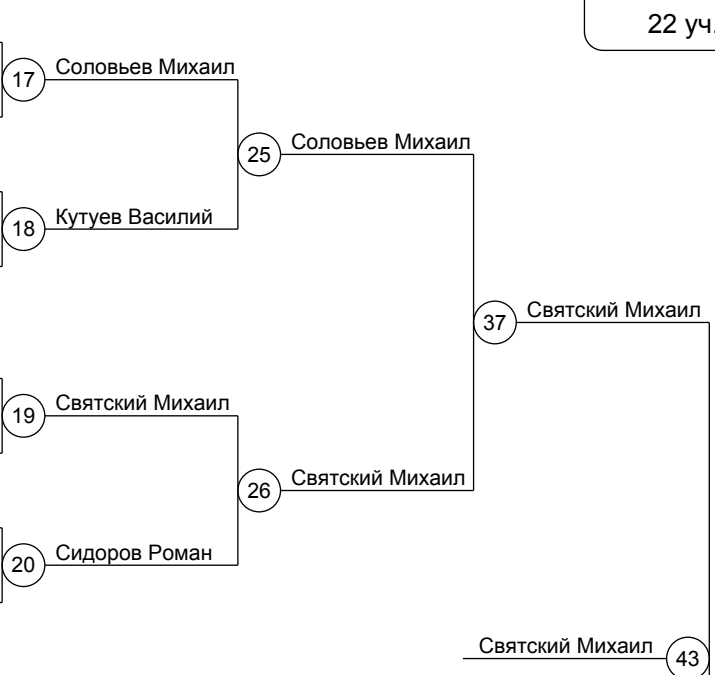 22 уч.
17 Соловьев Михаил
25 Соловьев Михаил
18 Кутуев Василий
37 Святский Михаил
19 Святский Михаил
26 Святский Михаил
20 Сидоров Роман
Святский Михаил 43